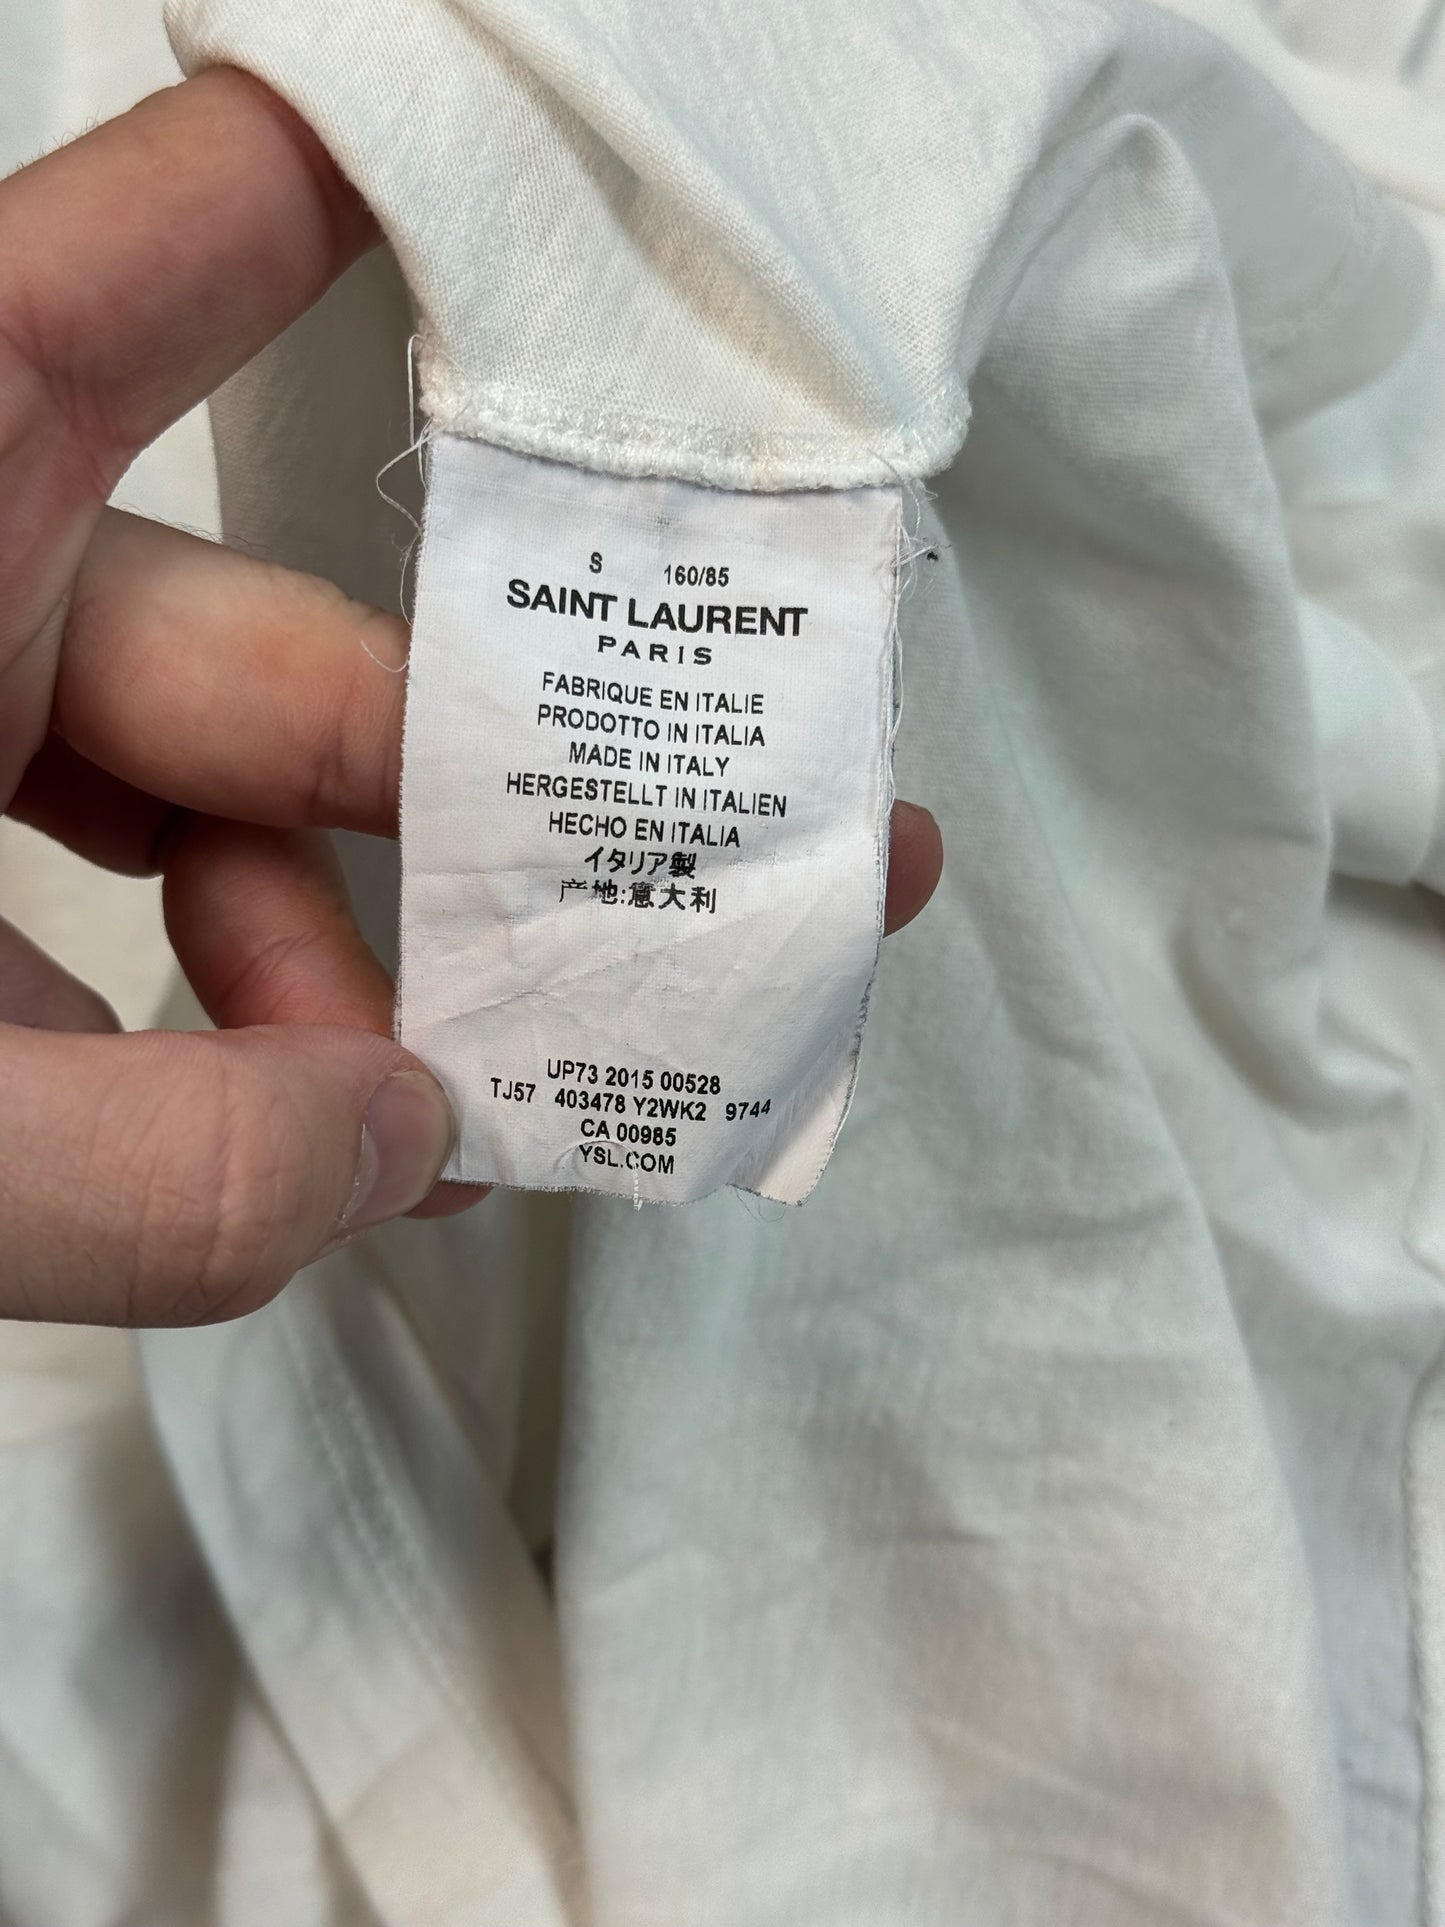 S 160/85
SAINT LAURENT
PARIS
FABRIQUE EN ITALIE
PRODOTTO IN ITALIA
MADE IN ITALY
HERGESTELLT IN ITALIEN
HECHO EN ITALIA
イタリア製
产地:意大利
UP73 2015 00528
TJ57 403478 Y2WK2 9744
CA 00985
YSL.COM